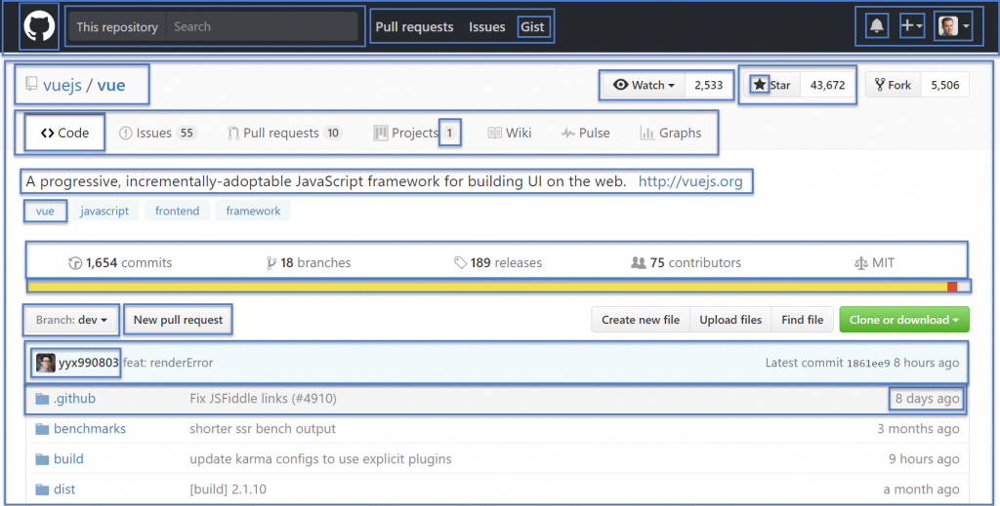 This repository Search Pull requests Issues Gist
vuejs / vue Watch 2,533 Star 43,672 Fork 5,506
Code Issues 55 Pull requests 10 Projects 1 Wiki Pulse Graphs
A progressive, incrementally-adoptable JavaScript framework for building UI on the web. http://vuejs.org
vue javascript frontend framework
1,654 commits 18 branches 189 releases 75 contributors MIT
Branch: dev New pull request Create new file Upload files Find file Clone or download
yyx990803 feat: renderError Latest commit 1861ee9 8 hours ago
.github Fix JSFiddle links (#4910) 8 days ago
benchmarks shorter ssr bench output 3 months ago
build update karma configs to use explicit plugins 9 hours ago
dist [build] 2.1.10 a month ago